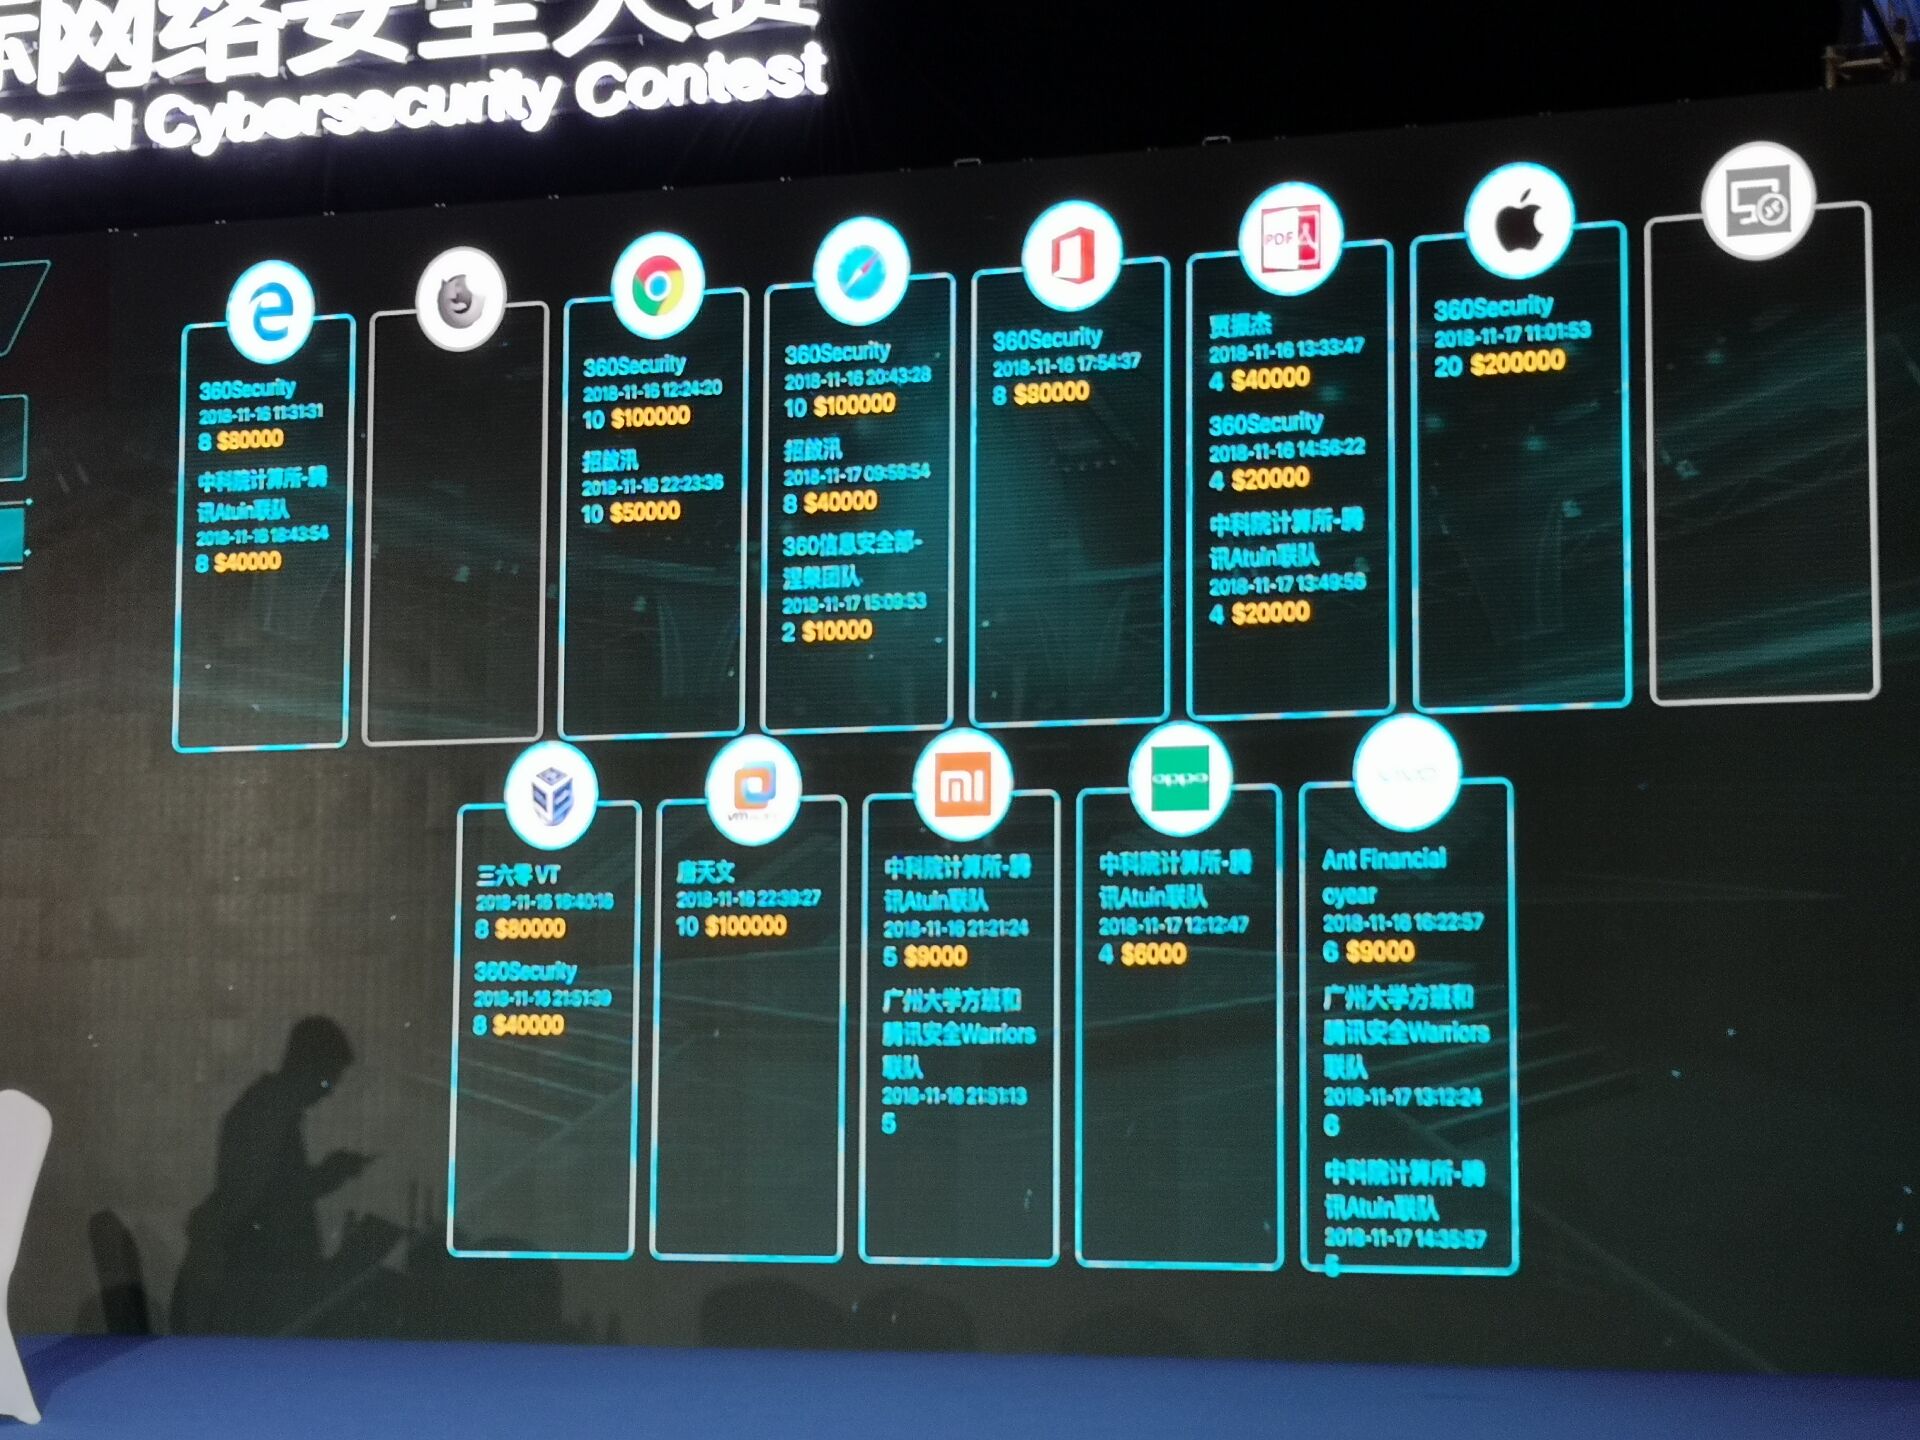 网络安全大赛
ional Cybersecurity Contest
360Security
2018-11-16 11:31:31
8 $80000
中科院计算所-腾
讯Atuin联队
2018-11-16 18:43:54
8 $40000
360Security
2018-11-16 12:24:20
10 $100000
招啟汛
2018-11-16 22:23:36
10 $50000
360Security
2018-11-16 20:43:28
10 $100000
招啟汛
2018-11-17 09:59:54
8 $40000
360信息安全部-
涅槃团队
2018-11-17 15:09:53
2 $10000
360Security
2018-11-16 17:54:37
8 $80000
PDF
贾振杰
2018-11-16 13:33:47
4 $40000
360Security
2018-11-16 14:56:22
4 $20000
中科院计算所-腾
讯Atuin联队
2018-11-17 13:49:56
4 $20000
360Security
2018-11-17 11:01:53
20 $200000
三六零 VT
8 $80000
360Security
2018-11-16 21:51:39
8 $40000
唐天文
2018-11-16 22:39:27
10 $100000
mi
中科院计算所-腾
讯Atuin联队
2018-11-16 21:21:24
5 $9000
广州大学方班和
腾讯安全Warriors
联队
2018-11-16 21:51:13
5
oppo
中科院计算所-腾
讯Atuin联队
2018-11-17 12:12:47
4 $6000
vivo
Ant Financial
cyear
2018-11-16 16:22:57
6 $9000
广州大学方班和
腾讯安全Warriors
联队
2018-11-17 13:12:24
6
中科院计算所-腾
讯Atuin联队
2018-11-17 14:35:57